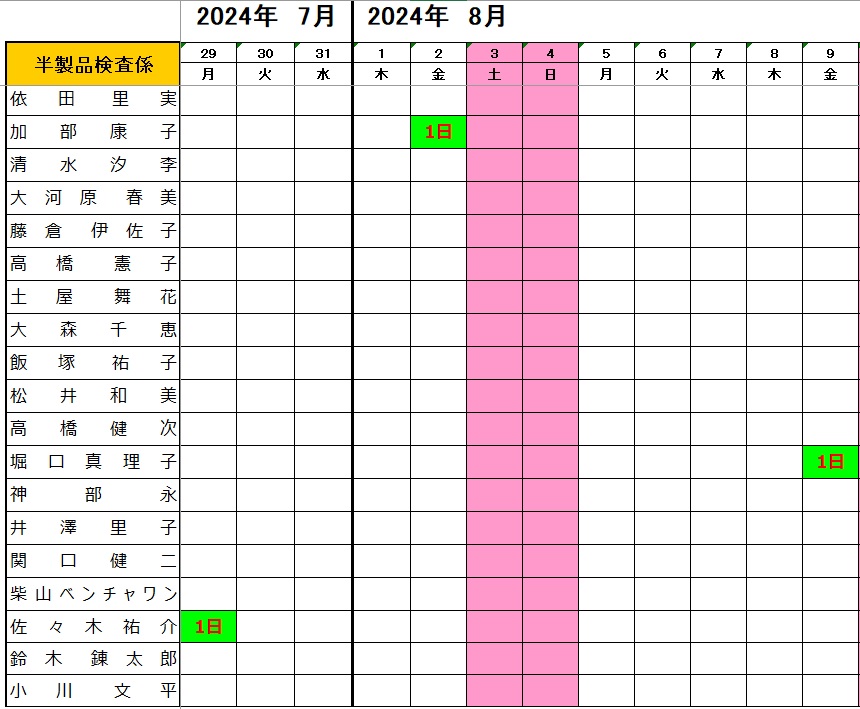 2024年 7月 2024年 8月
半製品検査係 29 30 31 1 2 3 4 5 6 7 8 9
月 火 水 木 金 土 日 月 火 水 木 金
依田里実
加部康子 1日
清水汐李
大河原春美
藤倉伊佐子
高橋憲子
土屋舞花
大森千恵
飯塚祐子
松井和美
高橋健次
堀口真理子 1日
神部永
井澤里子
関口健二
柴山ベンチャワン
佐々木祐介 1日
鈴木錬太郎
小川文平